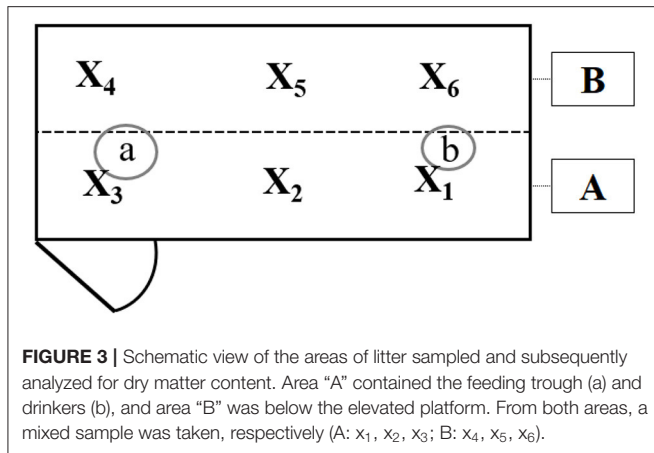 X₄ X₅ X₆ B
a b
X₃ X₂ X₁ A
FIGURE 3 | Schematic view of the areas of litter sampled and subsequently
analyzed for dry matter content. Area “A” contained the feeding trough (a) and
drinkers (b), and area “B” was below the elevated platform. From both areas, a
mixed sample was taken, respectively (A: x₁, x₂, x₃; B: x₄, x₅, x₆).